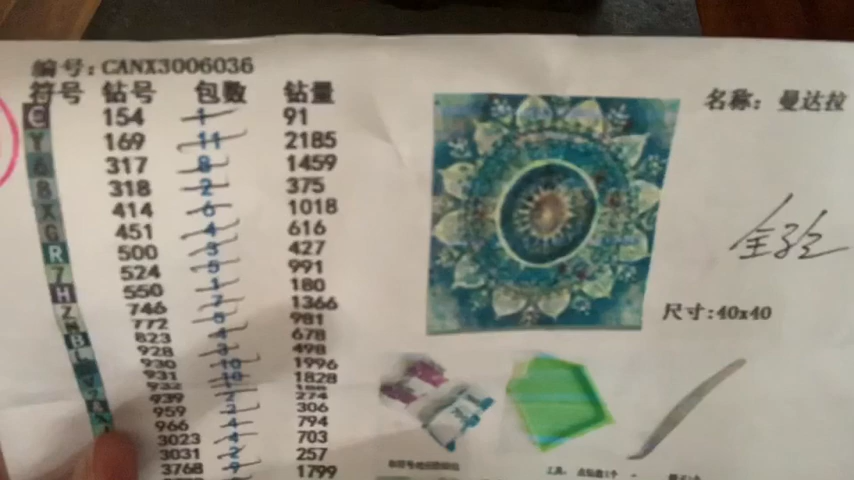 编号:CANX3006036
符号 钻号 包数 钻量
C 154 1 91
Y 169 11 2185
6 317 8 1459
8 318 2 375
X 414 6 1018
G 451 4 616
R 500 3 427
7 524 5 991
H 550 1 180
Z 746 7 1366
772 5 981
B 823 4 678
928 3 498
930 10 1996
931 10 1828
932
939 2 274
959 2 306
966 4 794
3023 4 703
3031 2 257
3768 9 1799
名称: 曼达拉
尺寸:40x40